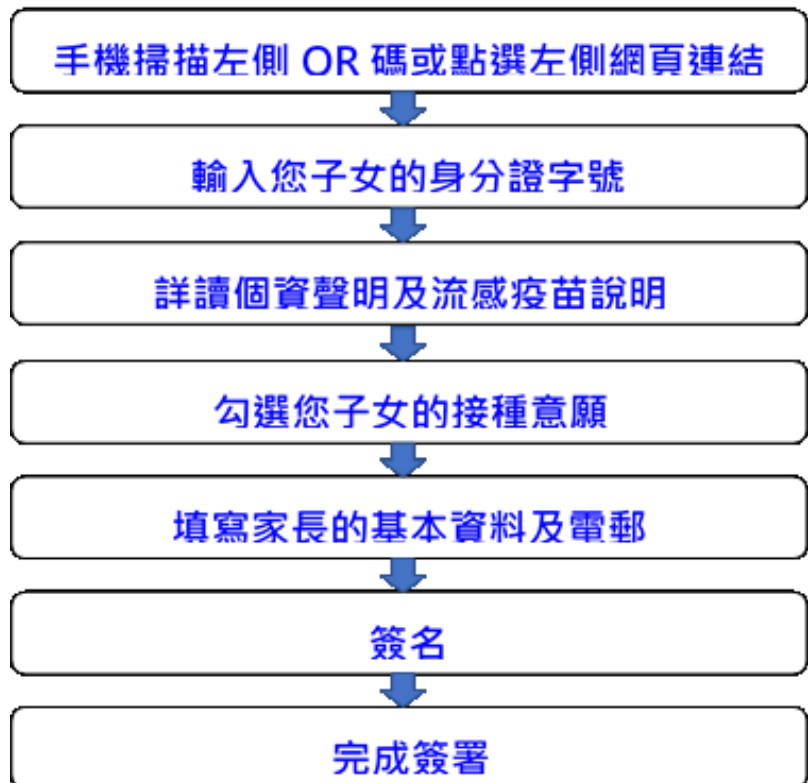 手機掃描左側 OR 碼或點選左側網頁連結
輸入您子女的身分證字號
詳讀個資聲明及流感疫苗說明
勾選您子女的接種意願
填寫家長的基本資料及電郵
簽名
完成簽署